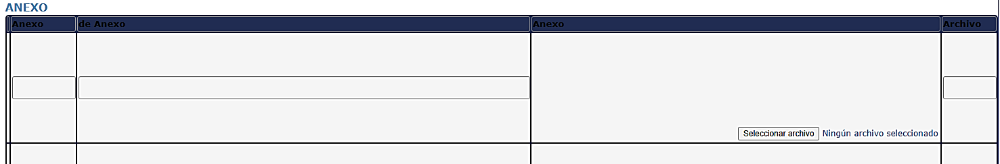 ANEXO
Anexo de Anexo Anexo Archivo
Seleccionar archivo Ningún archivo seleccionado